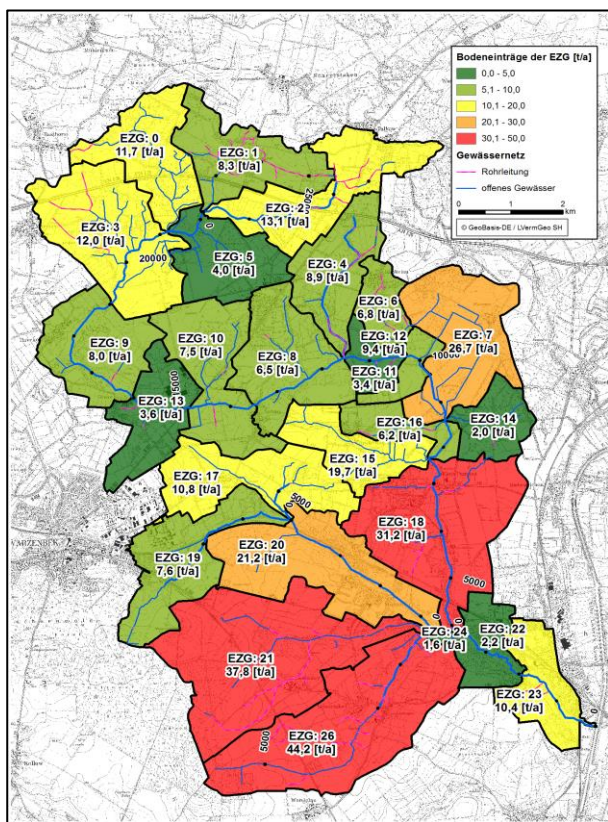 Bodeneinträge der EZG [t/a]
0,0 - 5,0
5,1 - 10,0
10,1 - 20,0
20,1 - 30,0
30,1 - 50,0
Gewässernetz
Rohrleitung
offenes Gewässer
0 1 2
km
© GeoBasis-DE / LVermGeo SH
EZG: 0
11,7 [t/a]
EZG: 1
8,3 [t/a]
EZG: 2
13,1 [t/a]
25000
0
EZG: 3
12,0 [t/a]
20000
EZG: 5
4,0 [t/a]
EZG: 4
8,9 [t/a]
EZG: 6
6,8 [t/a]
EZG: 7
26,7 [t/a]
EZG: 12
9,4 [t/a]
10000
EZG: 9
8,0 [t/a]
EZG: 10
7,5 [t/a]
EZG: 8
6,5 [t/a]
EZG: 11
3,4 [t/a]
15000
EZG: 13
3,6 [t/a]
EZG: 14
2,0 [t/a]
EZG: 16
6,2 [t/a]
EZG: 15
19,7 [t/a]
EZG: 17
10,8 [t/a]
5000
0
EZG: 18
31,2 [t/a]
EZG: 20
21,2 [t/a]
EZG: 19
7,6 [t/a]
5000
0
0
EZG: 24
1,6 [t/a]
EZG: 22
2,2 [t/a]
EZG: 21
37,8 [t/a]
EZG: 23
10,4 [t/a]
0
EZG: 26
44,2 [t/a]
5000